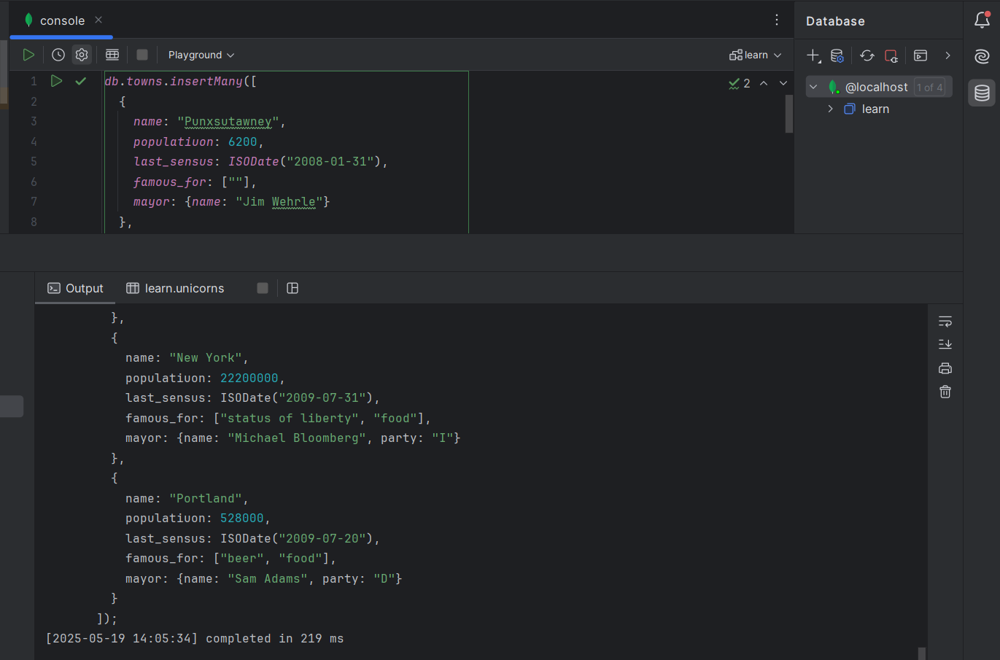 console
Database
Playground
learn
1 db.towns.insertMany([
2 {
3 name: "Punxsutawney",
4 populatiuon: 6200,
5 last_sensus: ISODate("2008-01-31"),
6 famous_for: [""],
7 mayor: {name: "Jim Wehrle"}
8 },
2
@localhost 1 of 4
learn
Output
learn.unicorns
},
{
name: "New York",
populatiuon: 22200000,
last_sensus: ISODate("2009-07-31"),
famous_for: ["status of liberty", "food"],
mayor: {name: "Michael Bloomberg", party: "I"}
},
{
name: "Portland",
populatiuon: 528000,
last_sensus: ISODate("2009-07-20"),
famous_for: ["beer", "food"],
mayor: {name: "Sam Adams", party: "D"}
}
]);
[2025-05-19 14:05:34] completed in 219 ms